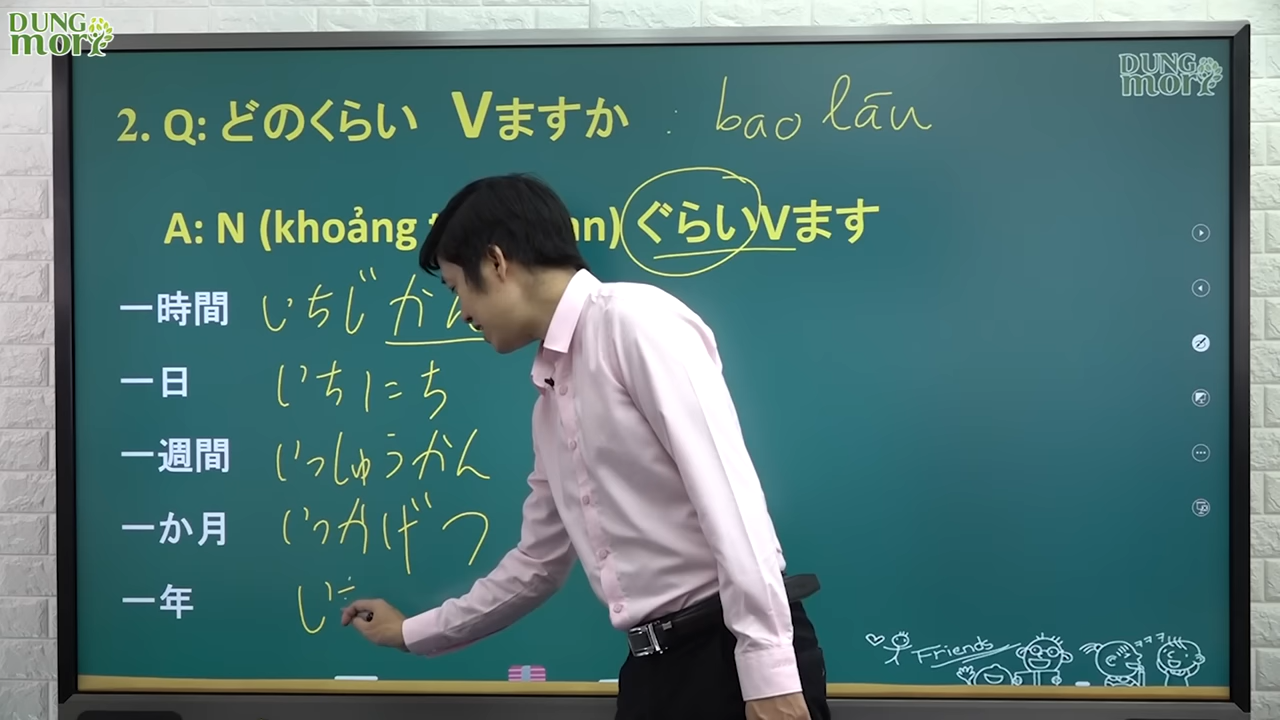 DUNG
mori
DUNG
mori
2. Q: どのくらい Vますか : bao lāu
A: N (khoảng gian) ぐらいVます
一時間 いちじかん
一日 いちにち
一週間 いっしゅうかん
一か月 いっかげつ
一年 い
Friends